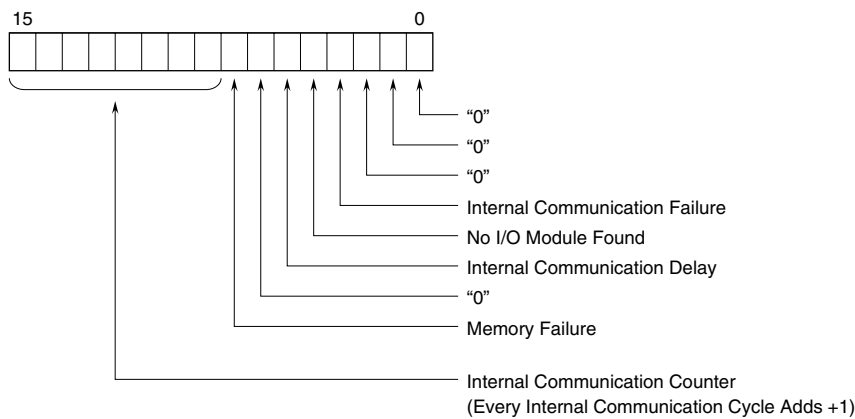 15 0
“0”
“0”
“0”
Internal Communication Failure
No I/O Module Found
Internal Communication Delay
“0”
Memory Failure
Internal Communication Counter
(Every Internal Communication Cycle Adds +1)